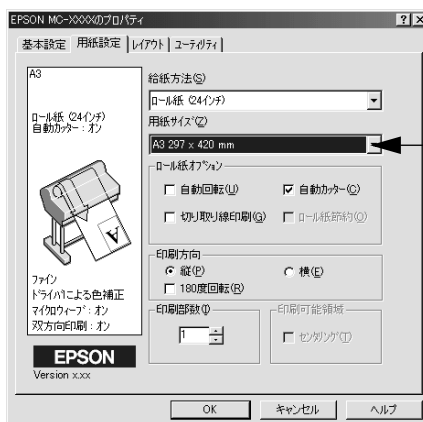 EPSON MC-XXXXのプロパティ
基本設定 用紙設定 レイアウト ユーティリティ
A3
ロール紙 (24インチ)
自動カッター : オン
A
ファイン
ドライバによる色補正
マイクロウィーブ : オン
双方向印刷 : オン
EPSON
Version x.xx
給紙方法(S)
ロール紙 (24インチ)
用紙サイズ(Z)
A3 297 x 420 mm
ロール紙オプション
自動回転(U) 自動カッター(C)
切り取り線印刷(G) ロール紙節約(O)
印刷方向
縦(P) 横(E)
180度回転(R)
印刷部数(I)
1
印刷可能領域
センタリング(T)
OK キャンセル ヘルプ